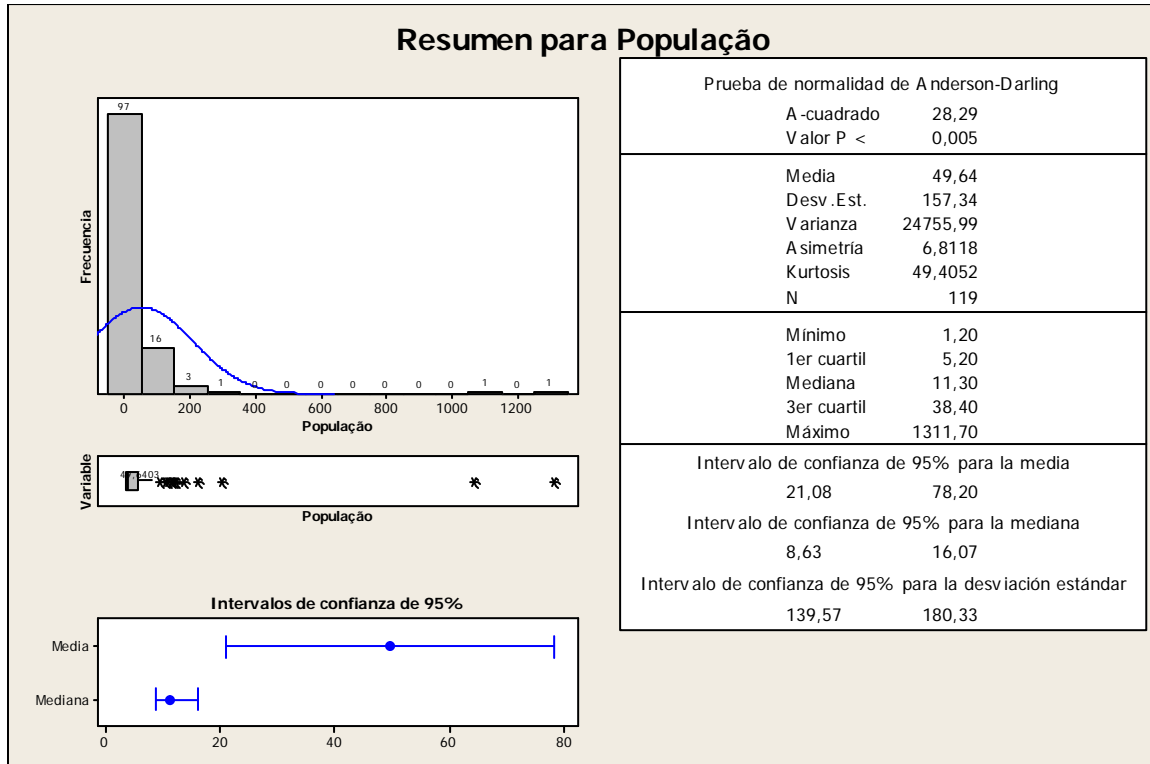 Resumen para População
97
16
3
1
0
0
0
0
0
0
0
1
0
1
Frecuencia
0 200 400 600 800 1000 1200
População
Variable
49,6403
População
Intervalos de confianza de 95%
Media
Mediana
0 20 40 60 80
Prueba de normalidad de Anderson-Darling
A-cuadrado 28,29
Valor P < 0,005
Media 49,64
Desv.Est. 157,34
Varianza 24755,99
Asimetría 6,8118
Kurtosis 49,4052
N 119
Mínimo 1,20
1er cuartil 5,20
Mediana 11,30
3er cuartil 38,40
Máximo 1311,70
Intervalo de confianza de 95% para la media
21,08 78,20
Intervalo de confianza de 95% para la mediana
8,63 16,07
Intervalo de confianza de 95% para la desviación estándar
139,57 180,33